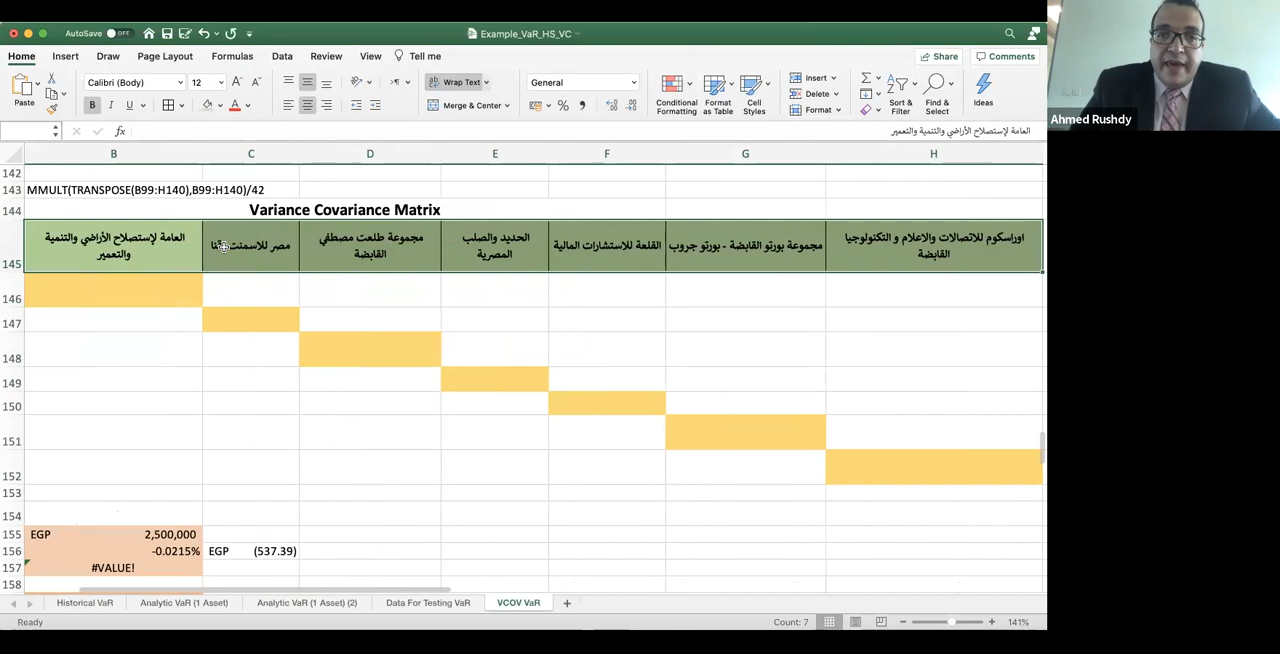 AutoSave OFF
Example_VaR_HS_VC
Home Insert Draw Page Layout Formulas Data Review View Tell me
Share Comments
Paste
Calibri (Body) 12
Wrap Text
Merge & Center
General
Conditional Formatting
Format as Table
Cell Styles
Insert
Delete
Format
Sort & Filter
Find & Select
Ideas
Ahmed Rushdy
fx
العامة لإستصلاح الأراضي والتنمية والتعمير
B C D E F G H
142
143 MMULT(TRANSPOSE(B99:H140),B99:H140)/42
144 Variance Covariance Matrix
145
العامة لإستصلاح الأراضي والتنمية والتعمير
مصر للاسمنت
مجموعة طلعت مصطفي القابضة
الحديد والصلب المصرية
القلعة للاستشارات المالية
مجموعة بورتو القابضة - بورتو جروب
اوراسكوم للاتصالات والاعلام و التكنولوجيا القابضة
146
147
148
149
150
151
152
153
154
155 EGP 2,500,000
156 -0.0215% EGP (537.39)
157 #VALUE!
158
Historical VaR Analytic VaR (1 Asset) Analytic VaR (1 Asset) (2) Data For Testing VaR VCOV VaR
Ready Count: 7 141%